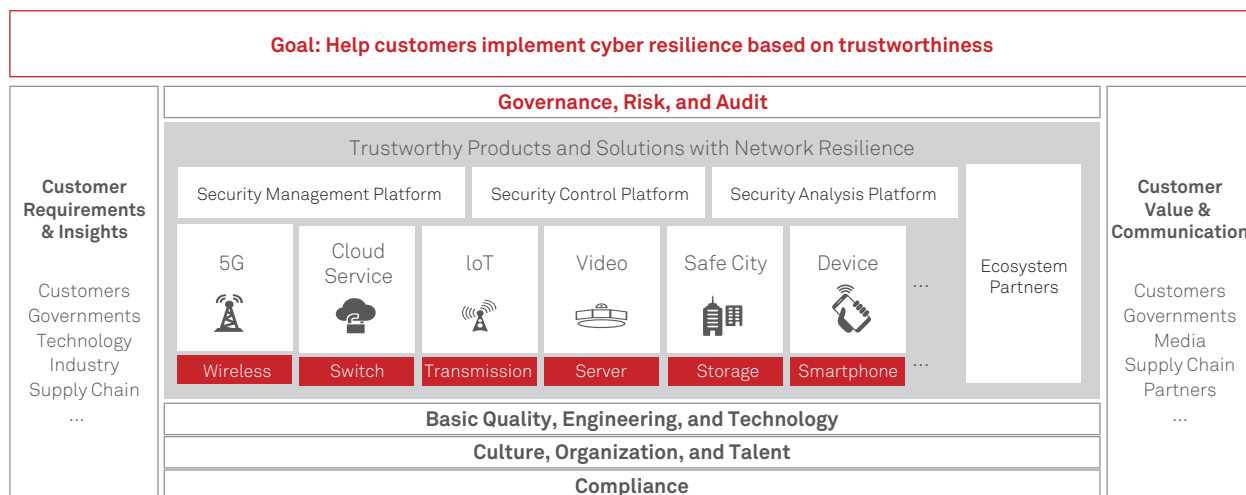 Goal: Help customers implement cyber resilience based on trustworthiness
Customer
Requirements
& Insights
Customers
Governments
Technology
Industry
Supply Chain
...
Governance, Risk, and Audit
Trustworthy Products and Solutions with Network Resilience
Security Management Platform
Security Control Platform
Security Analysis Platform
5G
Cloud
Service
IoT
Video
Safe City
Device
...
Wireless
Switch
Transmission
Server
Storage
Smartphone
...
Ecosystem
Partners
Basic Quality, Engineering, and Technology
Culture, Organization, and Talent
Compliance
Customer
Value &
Communication
Customers
Governments
Media
Supply Chain
Partners
...